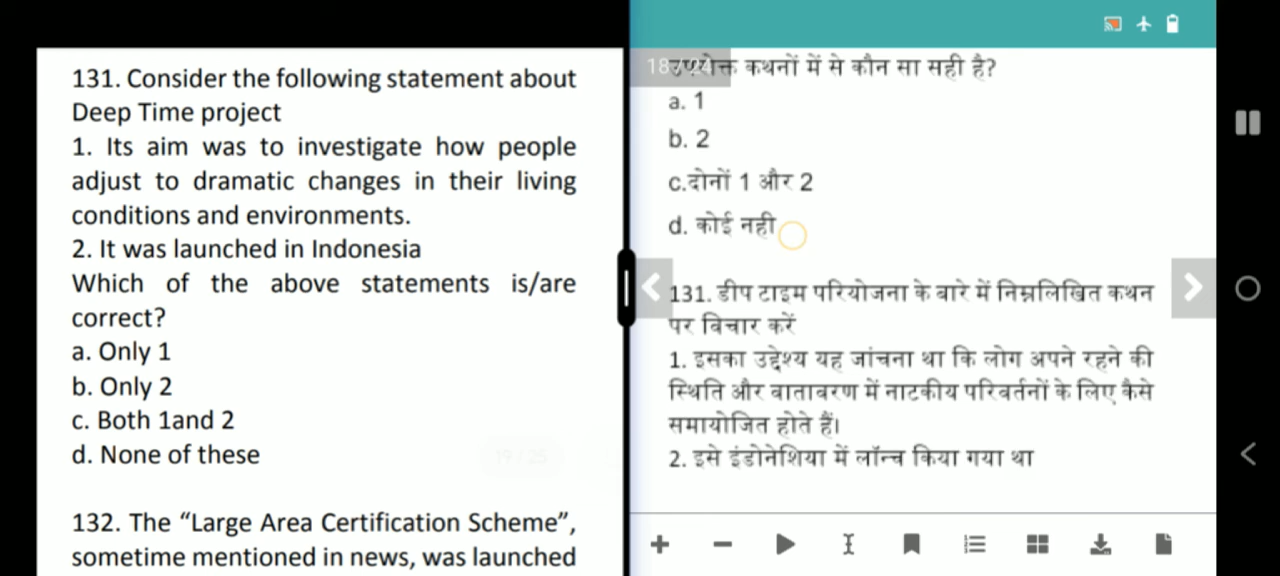 131. Consider the following statement about
Deep Time project
1. Its aim was to investigate how people
adjust to dramatic changes in their living
conditions and environments.
2. It was launched in Indonesia
Which of the above statements is/are
correct?
a. Only 1
b. Only 2
c. Both 1and 2
d. None of these
19 / 25
132. The “Large Area Certification Scheme”,
sometime mentioned in news, was launched
18 / 24
उपरोक्त कथनों में से कौन सा सही है?
a. 1
b. 2
c.दोनों 1 और 2
d. कोई नही
131. डीप टाइम परियोजना के बारे में निम्नलिखित कथन
पर विचार करें
1. इसका उद्देश्य यह जांचना था कि लोग अपने रहने की
स्थिति और वातावरण में नाटकीय परिवर्तनों के लिए कैसे
समायोजित होते हैं।
2. इसे इंडोनेशिया में लॉन्च किया गया था